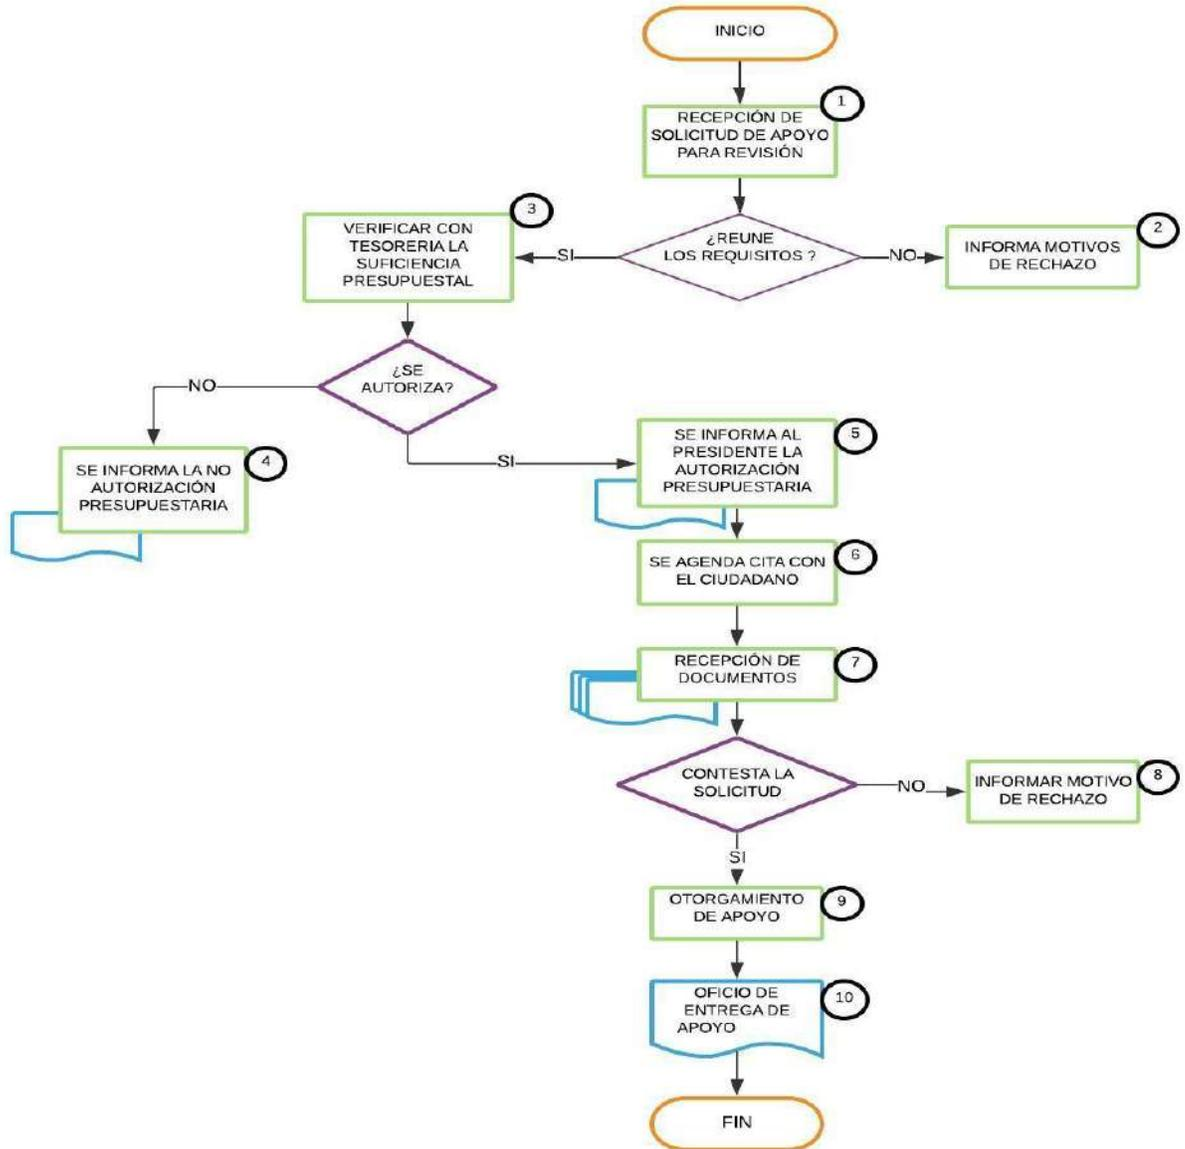 INICIO
1
RECEPCIÓN DE
SOLICITUD DE APOYO
PARA REVISIÓN
3
VERIFICAR CON
TESORERIA LA
SUFICIENCIA
PRESUPUESTAL
SI
¿REUNE
LOS REQUISITOS ?
NO
2
INFORMA MOTIVOS
DE RECHAZO
¿SE
AUTORIZA?
NO
4
SE INFORMA LA NO
AUTORIZACIÓN
PRESUPUESTARIA
SI
5
SE INFORMA AL
PRESIDENTE LA
AUTORIZACIÓN
PRESUPUESTARIA
6
SE AGENDA CITA CON
EL CIUDADANO
7
RECEPCIÓN DE
DOCUMENTOS
CONTESTA LA
SOLICITUD
NO
8
INFORMAR MOTIVO
DE RECHAZO
SI
9
OTORGAMIENTO
DE APOYO
10
OFICIO DE
ENTREGA DE
APOYO
FIN